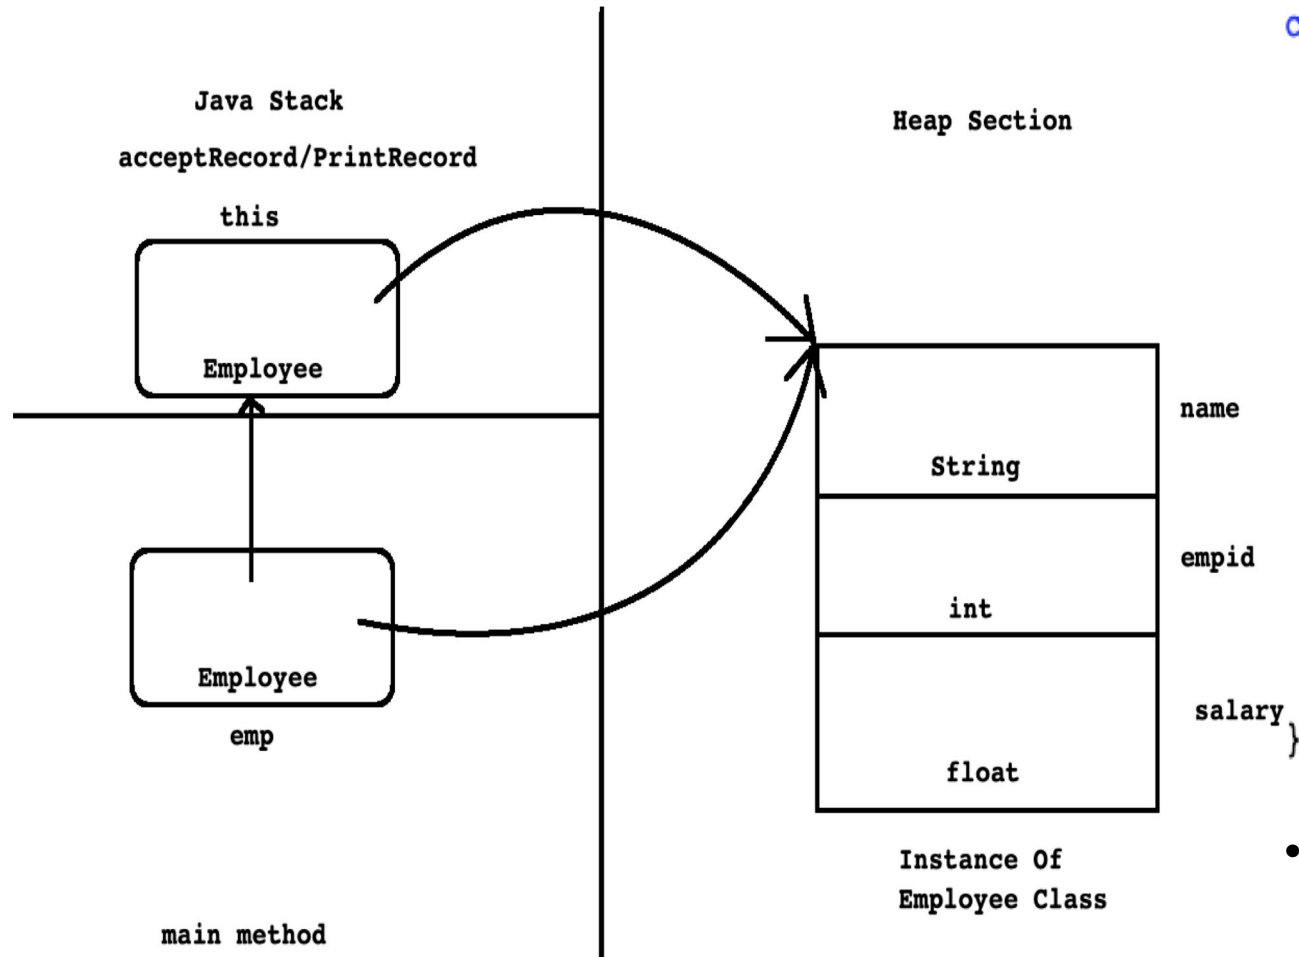 Java Stack
acceptRecord/PrintRecord
this
Employee
Employee
emp
main method
Heap Section
String
name
int
empid
float
salary
}
Instance Of
Employee Class
•